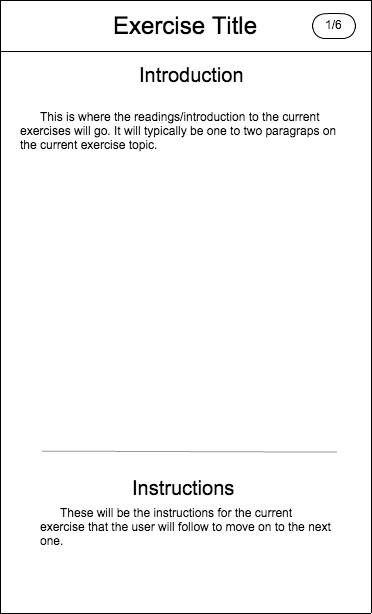 Exercise Title
1/6
Introduction
This is where the readings/introduction to the current
exercises will go. It will typically be one to two paragraps on
the current exercise topic.
Instructions
These will be the instructions for the current
exercise that the user will follow to move on to the next
one.